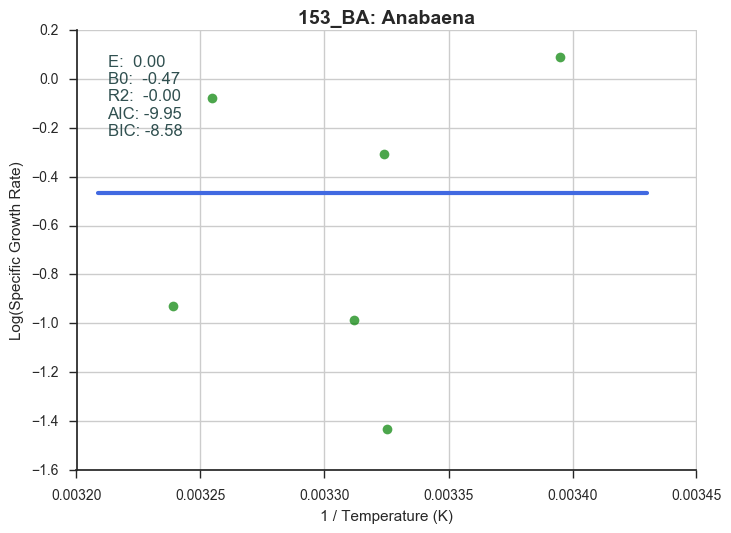 153_BA: Anabaena
E:  0.00
B0:  -0.47
R2:  -0.00
AIC: -9.95
BIC: -8.58
0.2
0.0
−0.2
−0.4
−0.6
−0.8
−1.0
−1.2
−1.4
−1.6
Log(Specific Growth Rate)
0.00320 0.00325 0.00330 0.00335 0.00340 0.00345
1 / Temperature (K)